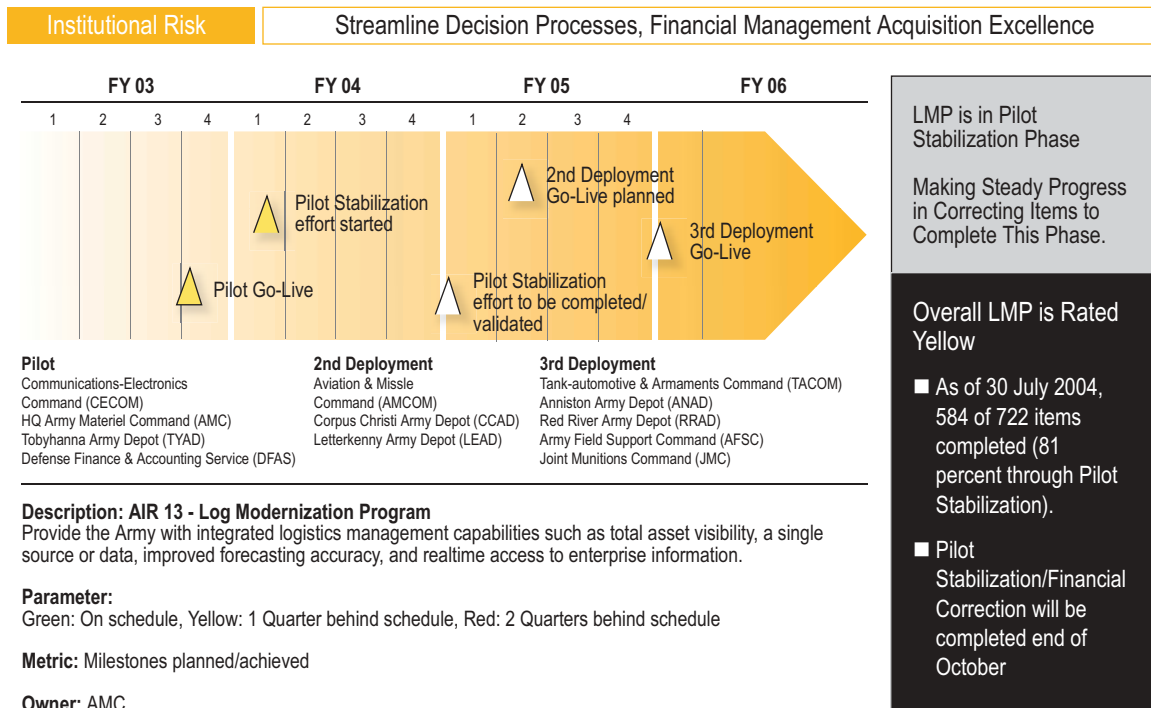 Institutional Risk
Streamline Decision Processes, Financial Management Acquisition Excellence
FY 03 FY 04 FY 05 FY 06
1 2 3 4 1 2 3 4 1 2 3 4
Pilot Stabilization
effort started
Pilot Go-Live
2nd Deployment
Go-Live planned
Pilot Stabilization
effort to be completed/
validated
3rd Deployment
Go-Live
Pilot
Communications-Electronics
Command (CECOM)
HQ Army Materiel Command (AMC)
Tobyhanna Army Depot (TYAD)
Defense Finance & Accounting Service (DFAS)
2nd Deployment
Aviation & Missle
Command (AMCOM)
Corpus Christi Army Depot (CCAD)
Letterkenny Army Depot (LEAD)
3rd Deployment
Tank-automotive & Armaments Command (TACOM)
Anniston Army Depot (ANAD)
Red River Army Depot (RRAD)
Army Field Support Command (AFSC)
Joint Munitions Command (JMC)
Description: AIR 13 - Log Modernization Program
Provide the Army with integrated logistics management capabilities such as total asset visibility, a single
source or data, improved forecasting accuracy, and realtime access to enterprise information.
Parameter:
Green: On schedule, Yellow: 1 Quarter behind schedule, Red: 2 Quarters behind schedule
Metric: Milestones planned/achieved
Owner: AMC
LMP is in Pilot
Stabilization Phase
Making Steady Progress
in Correcting Items to
Complete This Phase.
Overall LMP is Rated
Yellow
■ As of 30 July 2004,
584 of 722 items
completed (81
percent through Pilot
Stabilization).
■ Pilot
Stabilization/Financial
Correction will be
completed end of
October